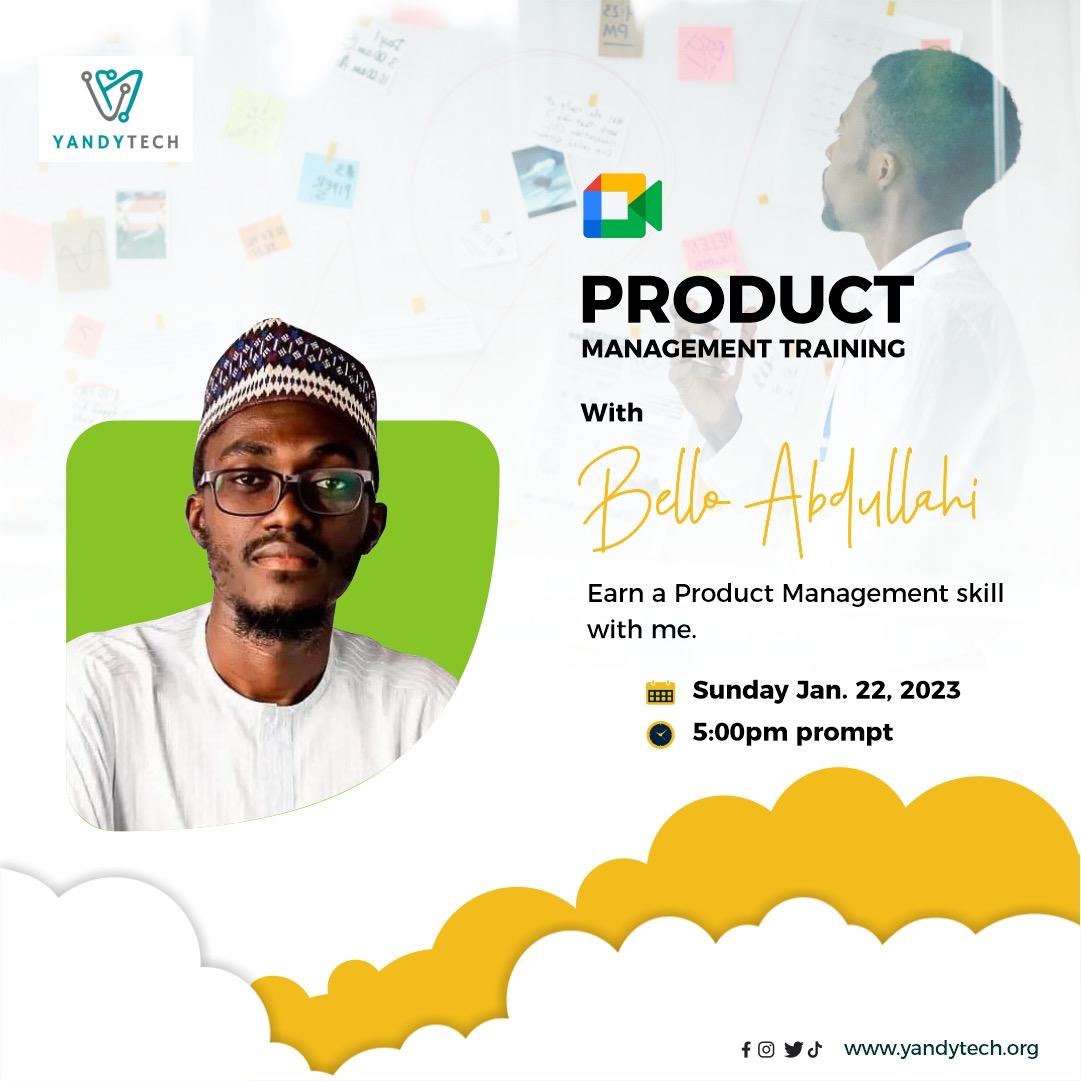 YANDYTECH
PRODUCT
MANAGEMENT TRAINING
With
Bello Abdullahi
Earn a Product Management skill
with me.
Sunday Jan. 22, 2023
5:00pm prompt
www.yandytech.org